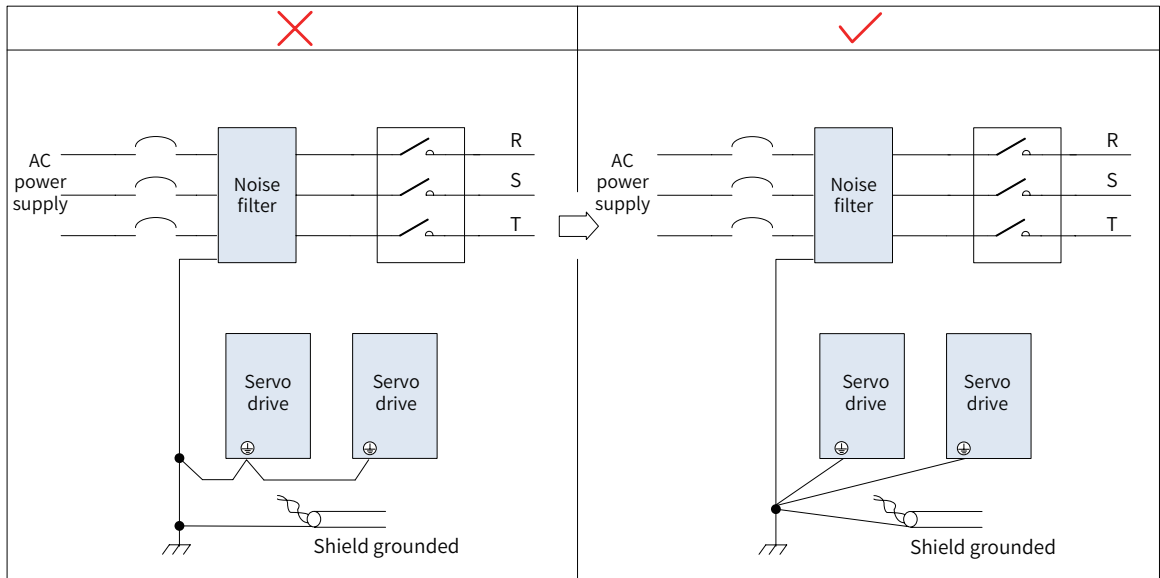 AC
power
supply
Noise
filter
R
S
T
Servo
drive
Servo
drive
Shield grounded
AC
power
supply
Noise
filter
R
S
T
Servo
drive
Servo
drive
Shield grounded